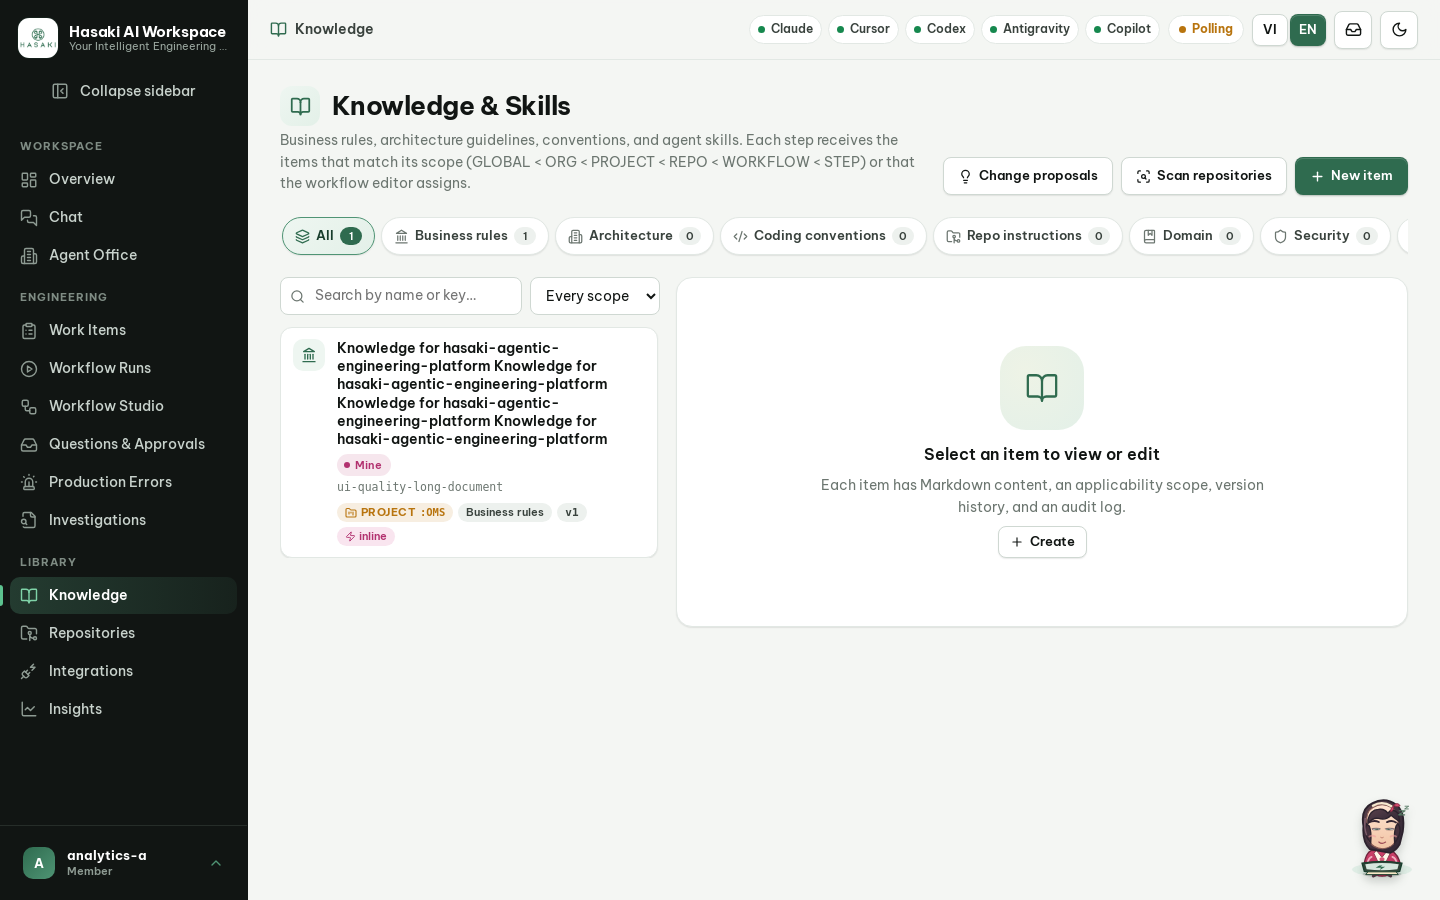 HASAKI
Hasaki AI Workspace
Your Intelligent Engineering ...
Collapse sidebar
WORKSPACE
Overview
Chat
Agent Office
ENGINEERING
Work Items
Workflow Runs
Workflow Studio
Questions & Approvals
Production Errors
Investigations
LIBRARY
Knowledge
Repositories
Integrations
Insights
A
analytics-a
Member
Knowledge
Claude
Cursor
Codex
Antigravity
Copilot
Polling
VI
EN
Knowledge & Skills
Business rules, architecture guidelines, conventions, and agent skills. Each step receives the
items that match its scope (GLOBAL < ORG < PROJECT < REPO < WORKFLOW < STEP) or that
the workflow editor assigns.
Change proposals
Scan repositories
New item
All 1
Business rules 1
Architecture 0
Coding conventions 0
Repo instructions 0
Domain 0
Security 0
Search by name or key...
Every scope
Knowledge for hasaki-agentic-
engineering-platform Knowledge for
hasaki-agentic-engineering-platform
Knowledge for hasaki-agentic-
engineering-platform Knowledge for
hasaki-agentic-engineering-platform
Mine
ui-quality-long-document
PROJECT :OMS
Business rules
v1
inline
Select an item to view or edit
Each item has Markdown content, an applicability scope, version
history, and an audit log.
Create